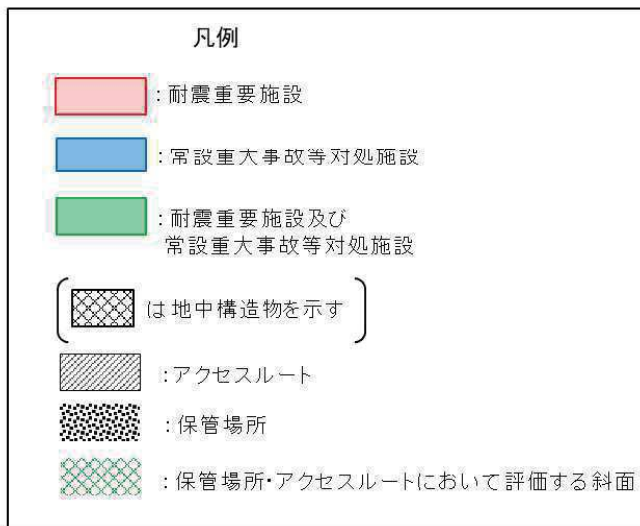 凡例
:耐震重要施設
:常設重大事故等対処施設
:耐震重要施設及び
常設重大事故等対処施設
は地中構造物を示す
:アクセスルート
:保管場所
:保管場所・アクセスルートにおいて評価する斜面